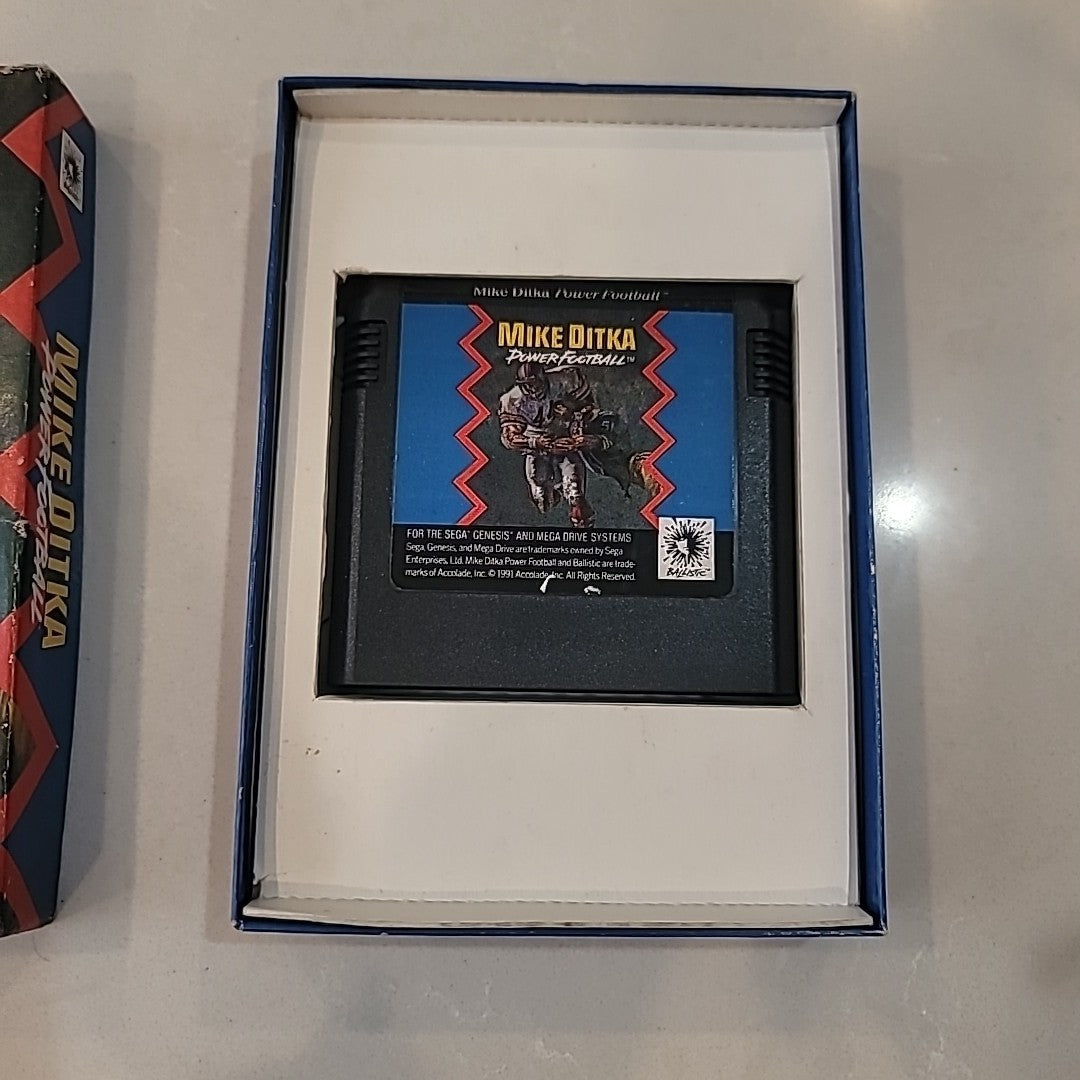 Mike Ditka Power Football™
MIKE DITKA
POWER FOOTBALL™
FOR THE SEGA® GENESIS® AND MEGA DRIVE SYSTEMS
Sega, Genesis, and Mega Drive are trademarks owned by Sega
Enterprises, Ltd. Mike Ditka Power Football and Ballistic are trade-
marks of Accolade, Inc. © 1991 Accolade, Inc. All Rights Reserved.
BALLISTIC
MIKE DITKA
POWER FOOTBALL